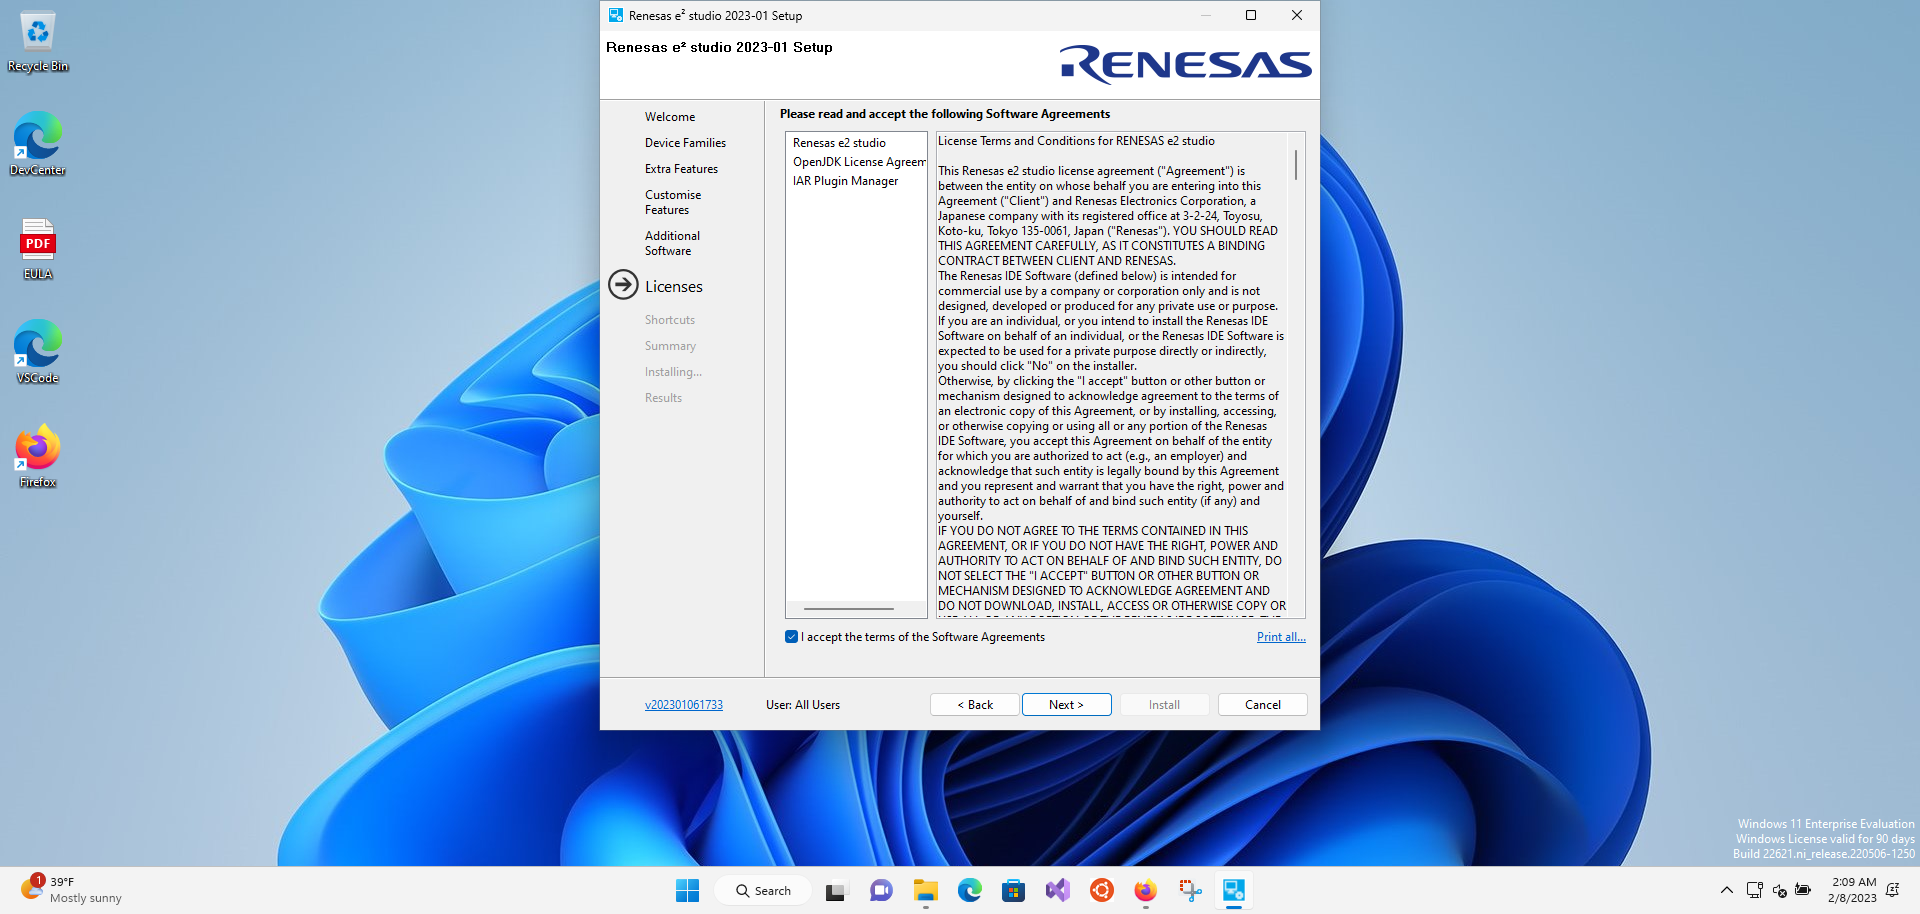 Recycle Bin
DevCenter
PDF
EULA
VSCode
Firefox
Renesas e² studio 2023-01 Setup
Renesas e² studio 2023-01 Setup
RENESAS
Welcome
Device Families
Extra Features
Customise
Features
Additional
Software
Licenses
Shortcuts
Summary
Installing...
Results
Please read and accept the following Software Agreements
Renesas e2 studio
OpenJDK License Agreem
IAR Plugin Manager
License Terms and Conditions for RENESAS e2 studio
This Renesas e2 studio license agreement ("Agreement") is
between the entity on whose behalf you are entering into this
Agreement ("Client") and Renesas Electronics Corporation, a
Japanese company with its registered office at 3-2-24, Toyosu,
Koto-ku, Tokyo 135-0061, Japan ("Renesas"). YOU SHOULD READ
THIS AGREEMENT CAREFULLY, AS IT CONSTITUTES A BINDING
CONTRACT BETWEEN CLIENT AND RENESAS.
The Renesas IDE Software (defined below) is intended for
commercial use by a company or corporation only and is not
designed, developed or produced for any private use or purpose.
If you are an individual, or you intend to install the Renesas IDE
Software on behalf of an individual, or the Renesas IDE Software is
expected to be used for a private purpose directly or indirectly,
you should click "No" on the installer.
Otherwise, by clicking the "I accept" button or other button or
mechanism designed to acknowledge agreement to the terms of
an electronic copy of this Agreement, or by installing, accessing,
or otherwise copying or using all or any portion of the Renesas
IDE Software, you accept this Agreement on behalf of the entity
for which you are authorized to act (e.g., an employer) and
acknowledge that such entity is legally bound by this Agreement
and you represent and warrant that you have the right, power and
authority to act on behalf of and bind such entity (if any) and
yourself.
IF YOU DO NOT AGREE TO THE TERMS CONTAINED IN THIS
AGREEMENT, OR IF YOU DO NOT HAVE THE RIGHT, POWER AND
AUTHORITY TO ACT ON BEHALF OF AND BIND SUCH ENTITY, DO
NOT SELECT THE "I ACCEPT" BUTTON OR OTHER BUTTON OR
MECHANISM DESIGNED TO ACKNOWLEDGE AGREEMENT AND
DO NOT DOWNLOAD, INSTALL, ACCESS OR OTHERWISE COPY OR
I accept the terms of the Software Agreements
Print all...
v202301061733
User: All Users
< Back
Next >
Install
Cancel
Windows 11 Enterprise Evaluation
Windows License valid for 90 days
Build 22621.ni_release.220506-1250
1
39°F
Mostly sunny
Search
2:09 AM
2/8/2023